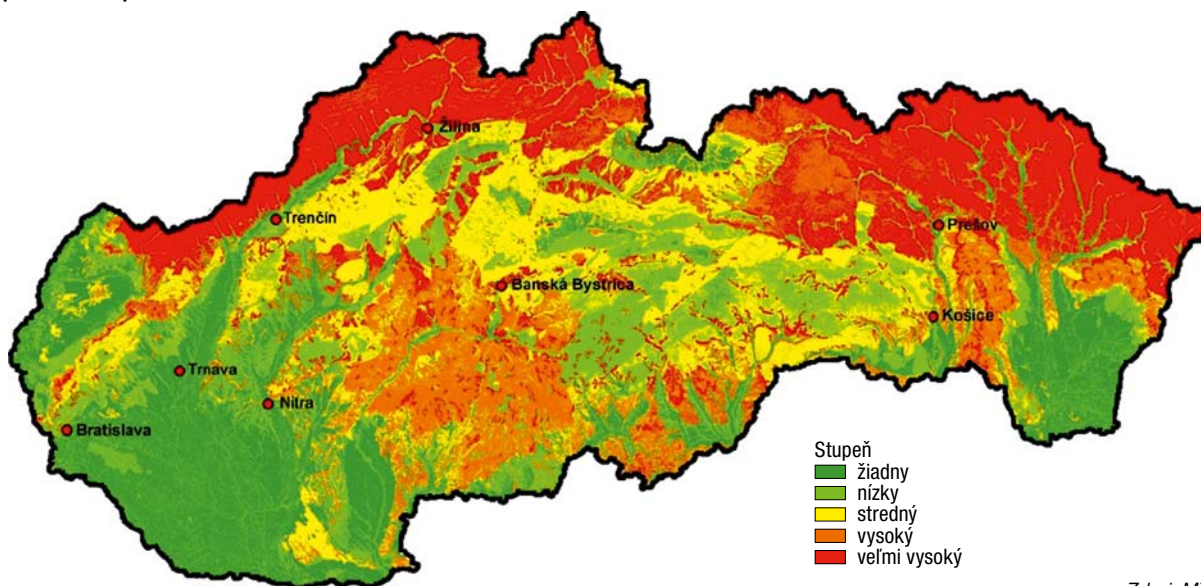 Žilina
Trenčín
Prešov
Banská Bystrica
Košice
Trnava
Nitra
Bratislava
Stupeň
žiadny
nízky
stredný
vysoký
veľmi vysoký